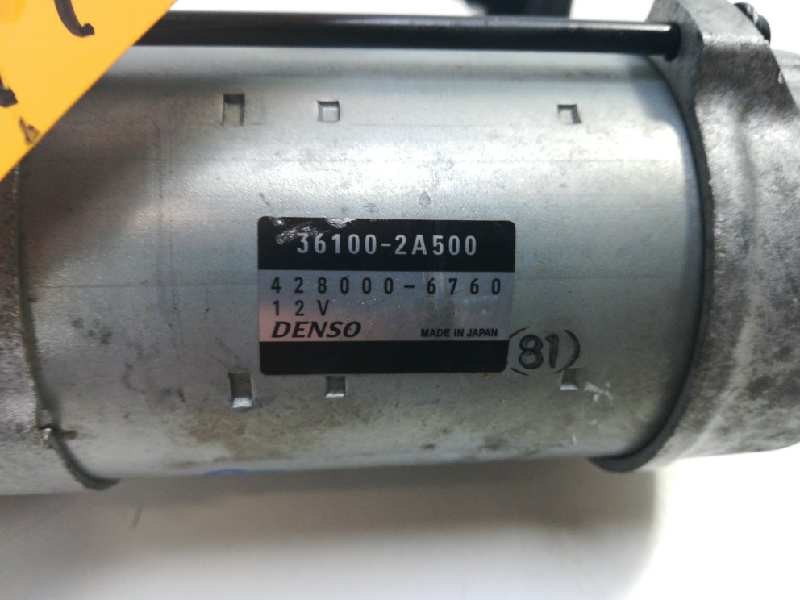 36100-2A500
428000-6760
12V
DENSO MADE IN JAPAN
(81)